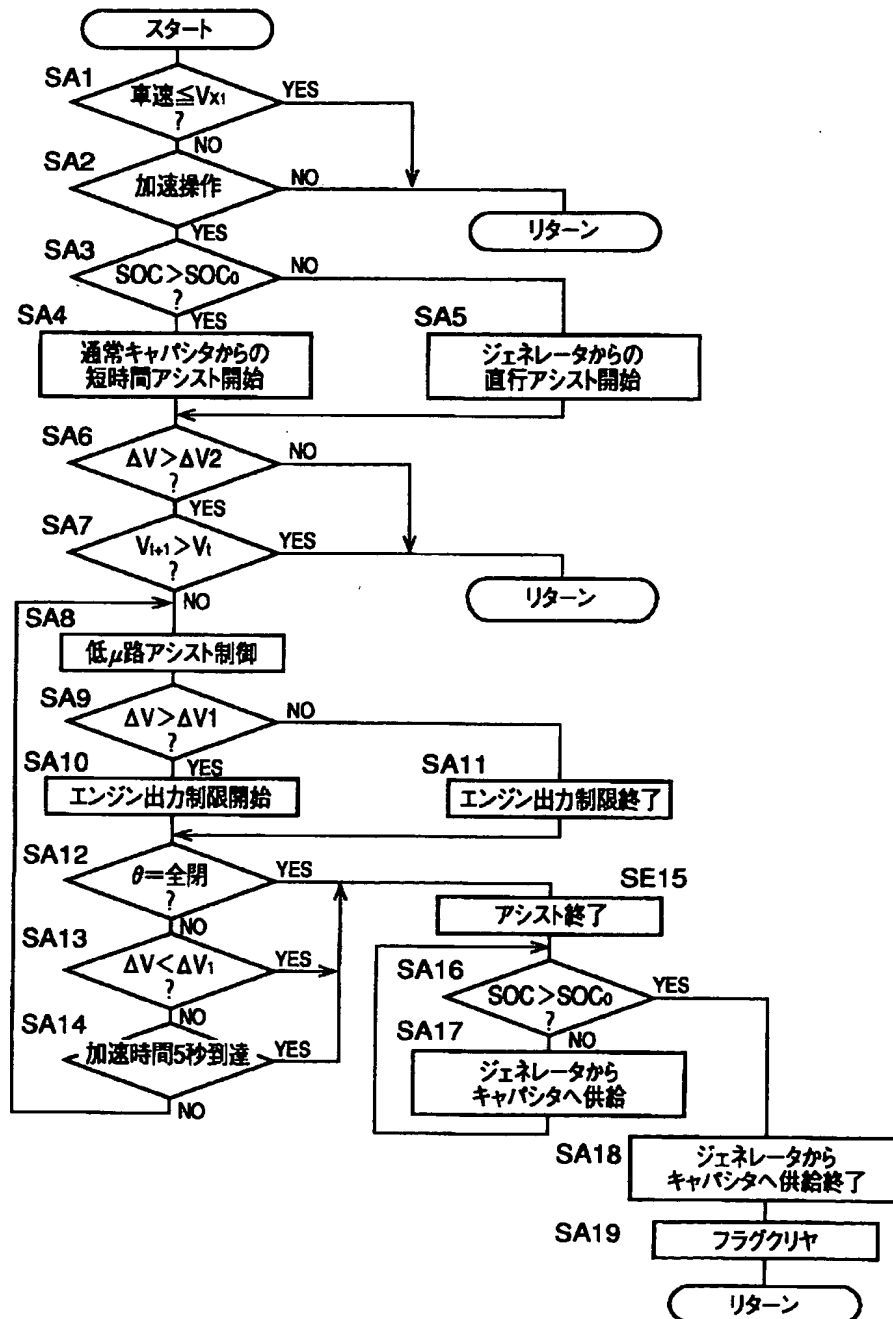 スタート
SA1
車速≦Vx1
?
YES
NO
SA2
加速操作
NO
YES
リターン
SA3
SOC>SOC0
?
NO
YES
SA4
通常キャパシタからの
短時間アシスト開始
SA5
ジェネレータからの
直行アシスト開始
SA6
ΔV>ΔV2
?
NO
YES
SA7
Vt+1>Vt
?
YES
NO
リターン
SA8
低μ路アシスト制御
SA9
ΔV>ΔV1
?
NO
YES
SA10
エンジン出力制限開始
SA11
エンジン出力制限終了
SA12
θ=全閉
?
YES
NO
SA13
ΔV<ΔV1
?
YES
NO
SA14
加速時間5秒到達
YES
NO
SE15
アシスト終了
SA16
SOC>SOC0
?
YES
NO
SA17
ジェネレータから
キャパシタへ供給
SA18
ジェネレータから
キャパシタへ供給終了
SA19
フラグクリヤ
リターン